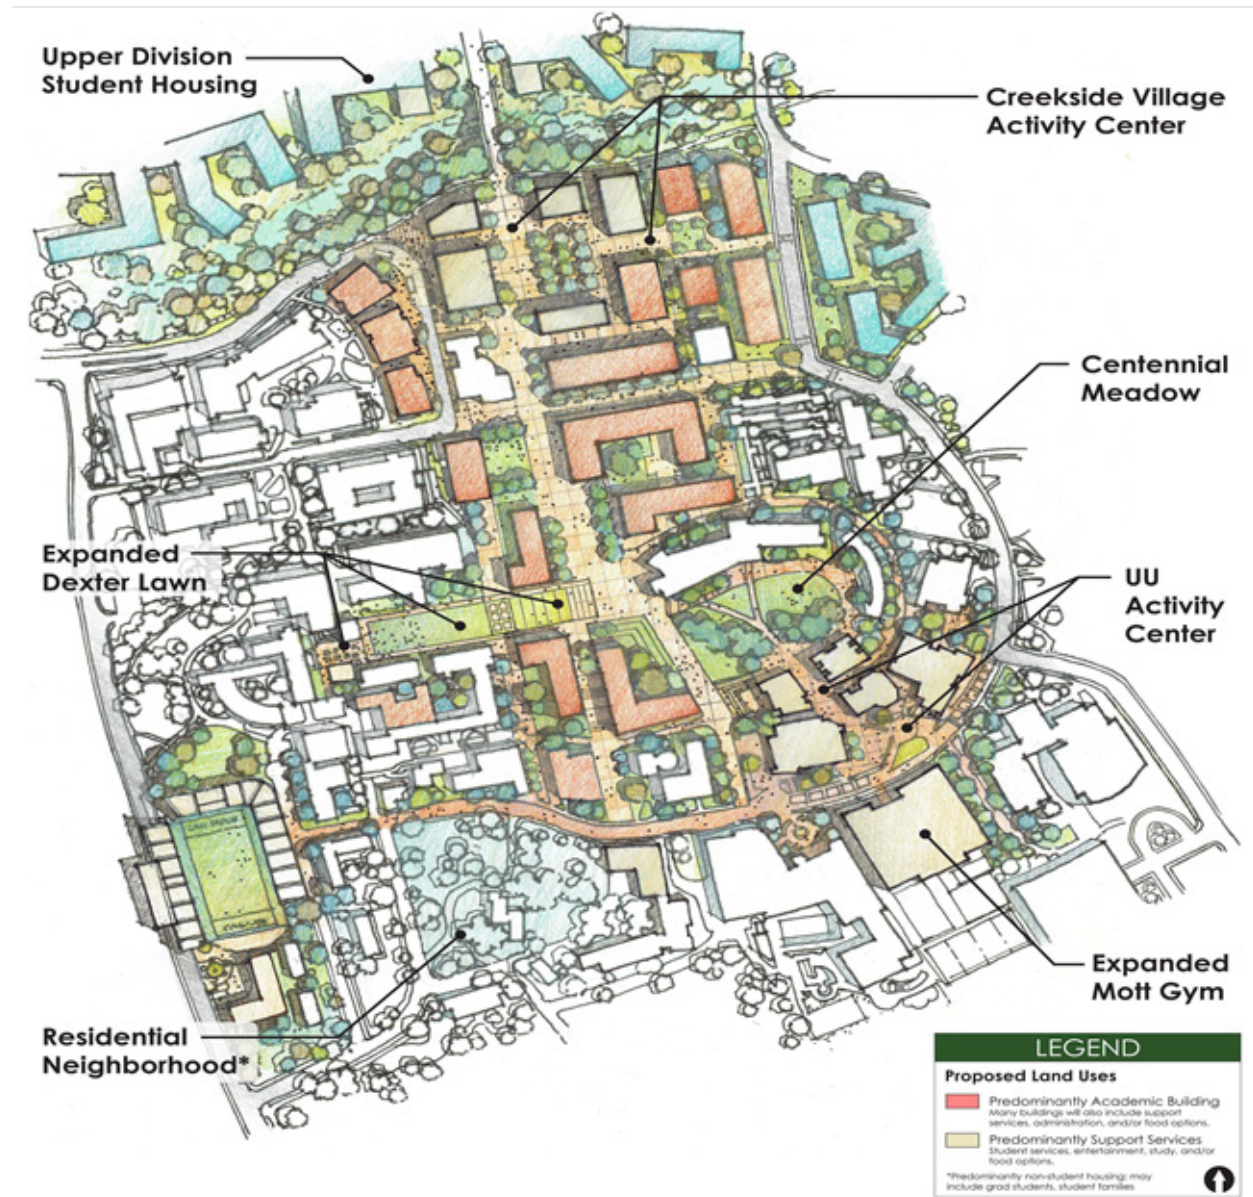 Upper Division
Student Housing
Creekside Village
Activity Center
Centennial
Meadow
Expanded
Dexter Lawn
UU
Activity
Center
Expanded
Mott Gym
Residential
Neighborhood*
LEGEND
Proposed Land Uses
Predominantly Academic Building
Many buildings will also include support
services, administration, and/or food options.
Predominantly Support Services
Student services, entertainment, study, and/or
food options.
*Predominantly non-student housing; may
include grad students, student families